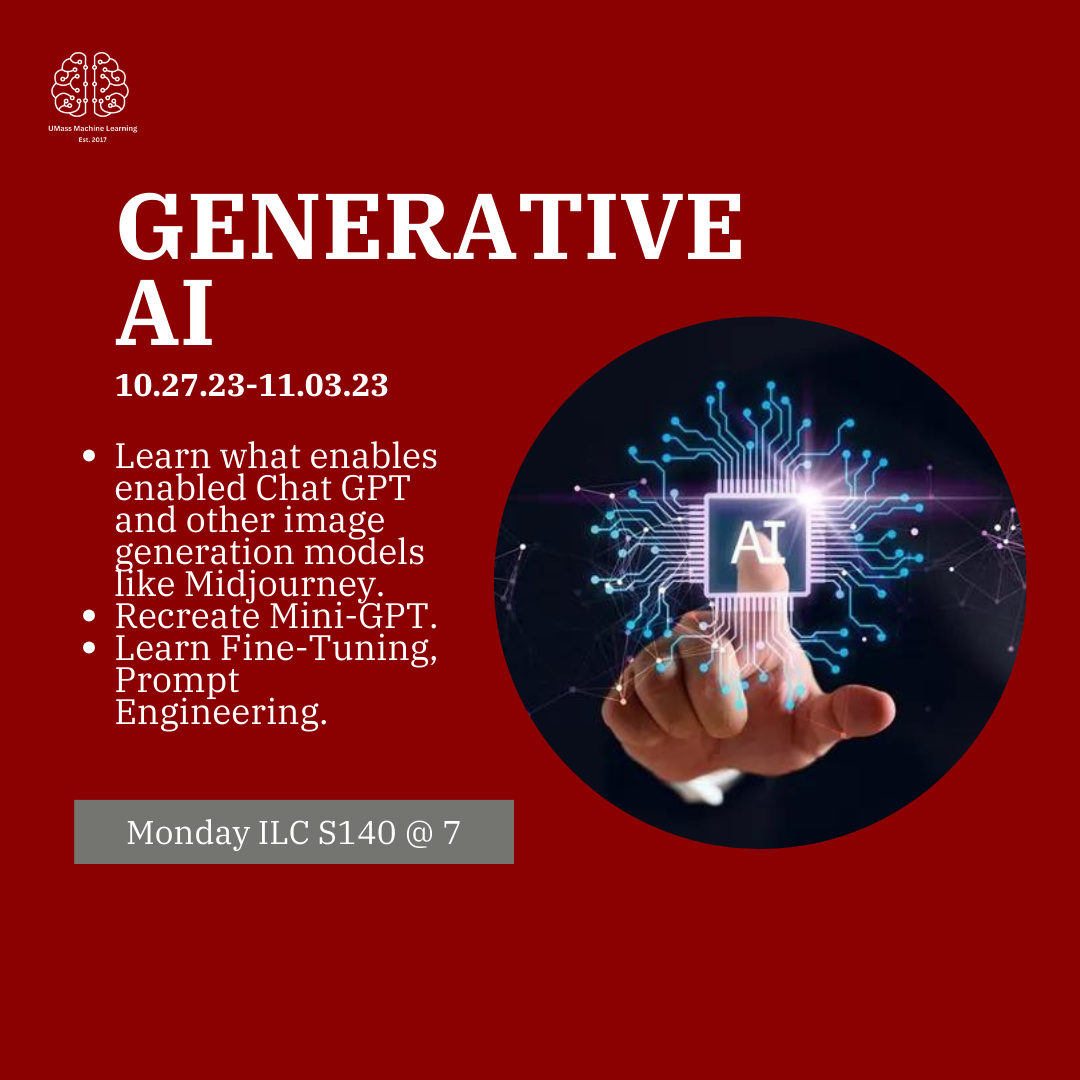 UMass Machine Learning
Est. 2017
GENERATIVE
AI
10.27.23-11.03.23
• Learn what enables
enabled Chat GPT
and other image
generation models
like Midjourney.
• Recreate Mini-GPT.
• Learn Fine-Tuning,
Prompt
Engineering.
AI
Monday ILC S140 @ 7